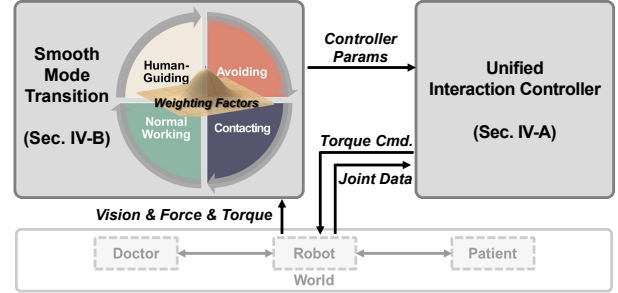 Smooth
Mode
Transition
(Sec. IV-B)
Human-
Guiding
Avoiding
Weighting Factors
Normal
Working
Contacting
Controller
Params
Unified
Interaction Controller
(Sec. IV-A)
Torque Cmd.
Joint Data
Vision & Force & Torque
Doctor
Robot
Patient
World